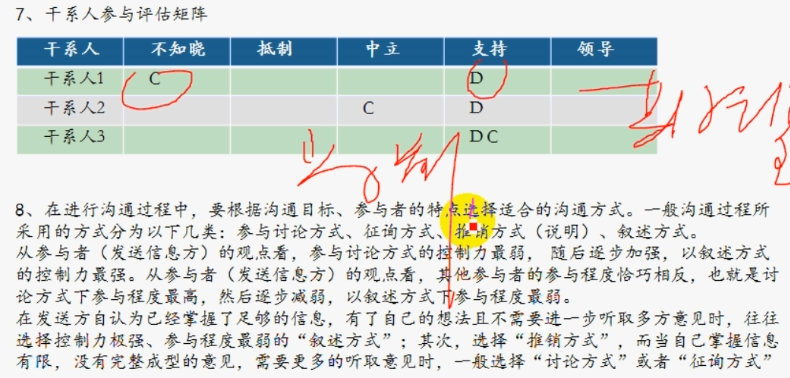 7、干系人参与评估矩阵
干系人 不知晓 抵制 中立 支持 领导
干系人1 C D
干系人2 C D
干系人3 D C
8、在进行沟通过程中，要根据沟通目标、参与者的特点选择适合的沟通方式。一般沟通过程所
采用的方式分为以下几类：参与讨论方式、征询方式、推销方式（说明）、叙述方式。
从参与者（发送信息方）的观点看，参与讨论方式的控制力最弱， 随后逐步加强，以叙述方式
的控制力最强。从参与者（发送信息方）的观点看，其他参与者的参与程度恰巧相反，也就是讨
论方式下参与程度最高，然后逐步减弱，以叙述方式下参与程度最弱。
在发送方自认为已经掌握了足够的信息，有了自己的想法且不需要进一步听取多方意见时，往往
选择控制力极强、参与程度最弱的“叙述方式”；其次，选择“推销方式”，而当自己掌握信息
有限，没有完整成型的意见，需要更多的听取意见时，一般选择“讨论方式”或者“征询方式”